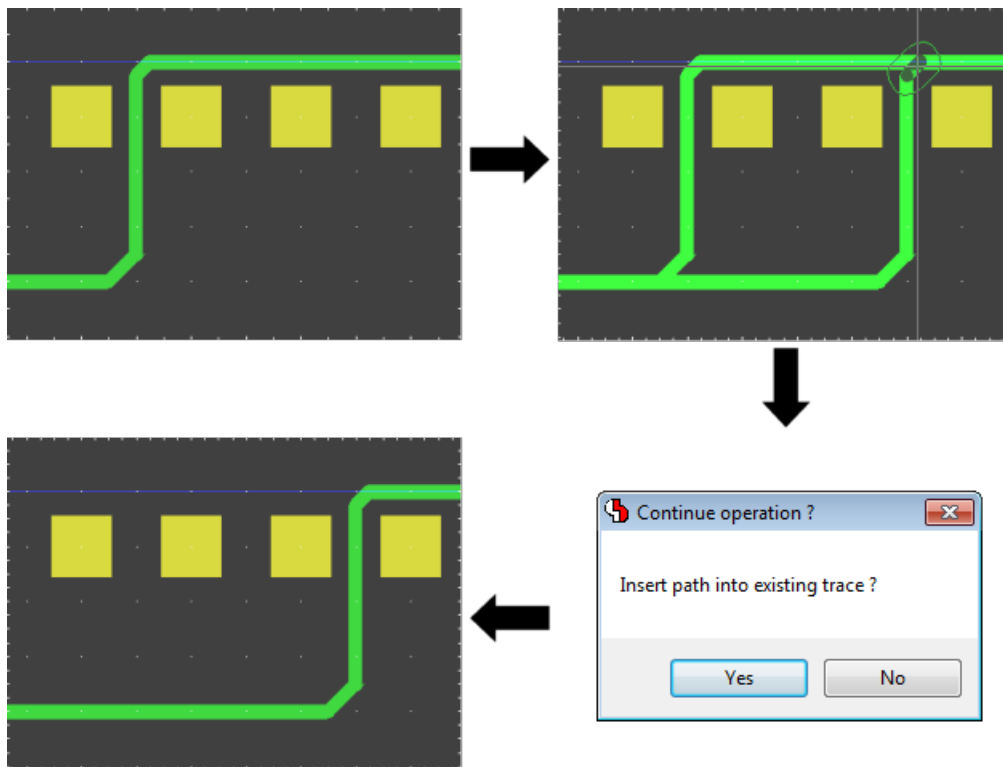 Continue operation ?
Insert path into existing trace ?
Yes
No